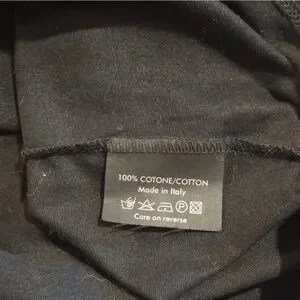 100% COTONE/COTTON
Made in Italy
P
Care on reverse